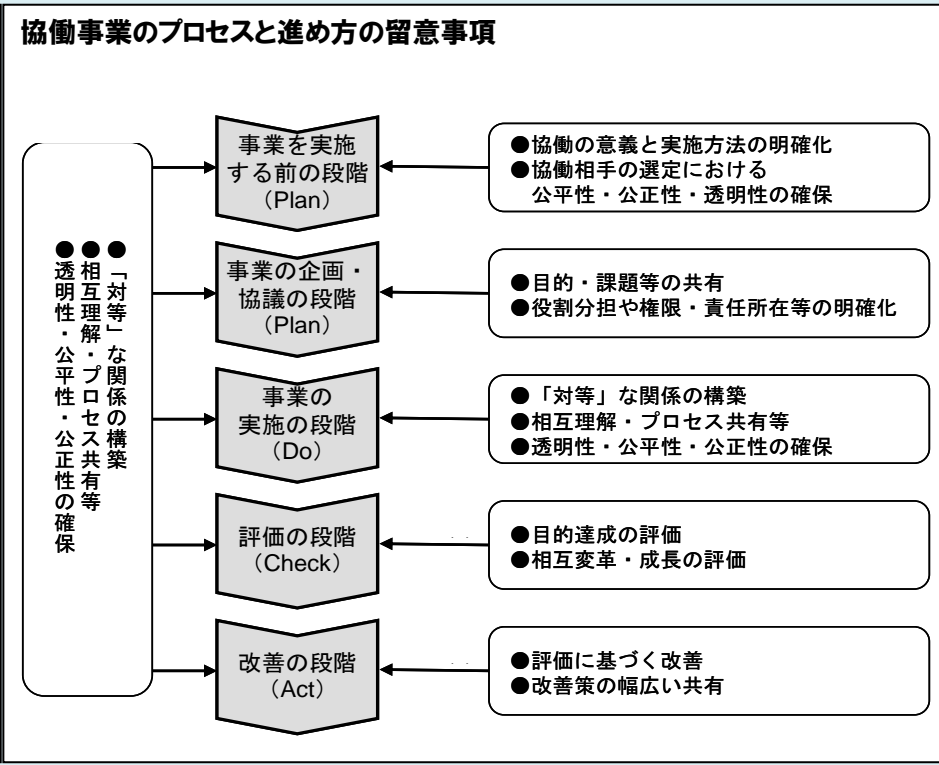 協働事業のプロセスと進め方の留意事項
●「対等」な関係の構築
●相互理解・プロセス共有等
●透明性・公平性・公正性の確保
事業を実施
する前の段階
（Plan）
●協働の意義と実施方法の明確化
●協働相手の選定における
公平性・公正性・透明性の確保
事業の企画・
協議の段階
（Plan）
●目的・課題等の共有
●役割分担や権限・責任所在等の明確化
事業の
実施の段階
（Do）
●「対等」な関係の構築
●相互理解・プロセス共有等
●透明性・公平性・公正性の確保
評価の段階
（Check）
●目的達成の評価
●相互変革・成長の評価
改善の段階
（Act）
●評価に基づく改善
●改善策の幅広い共有